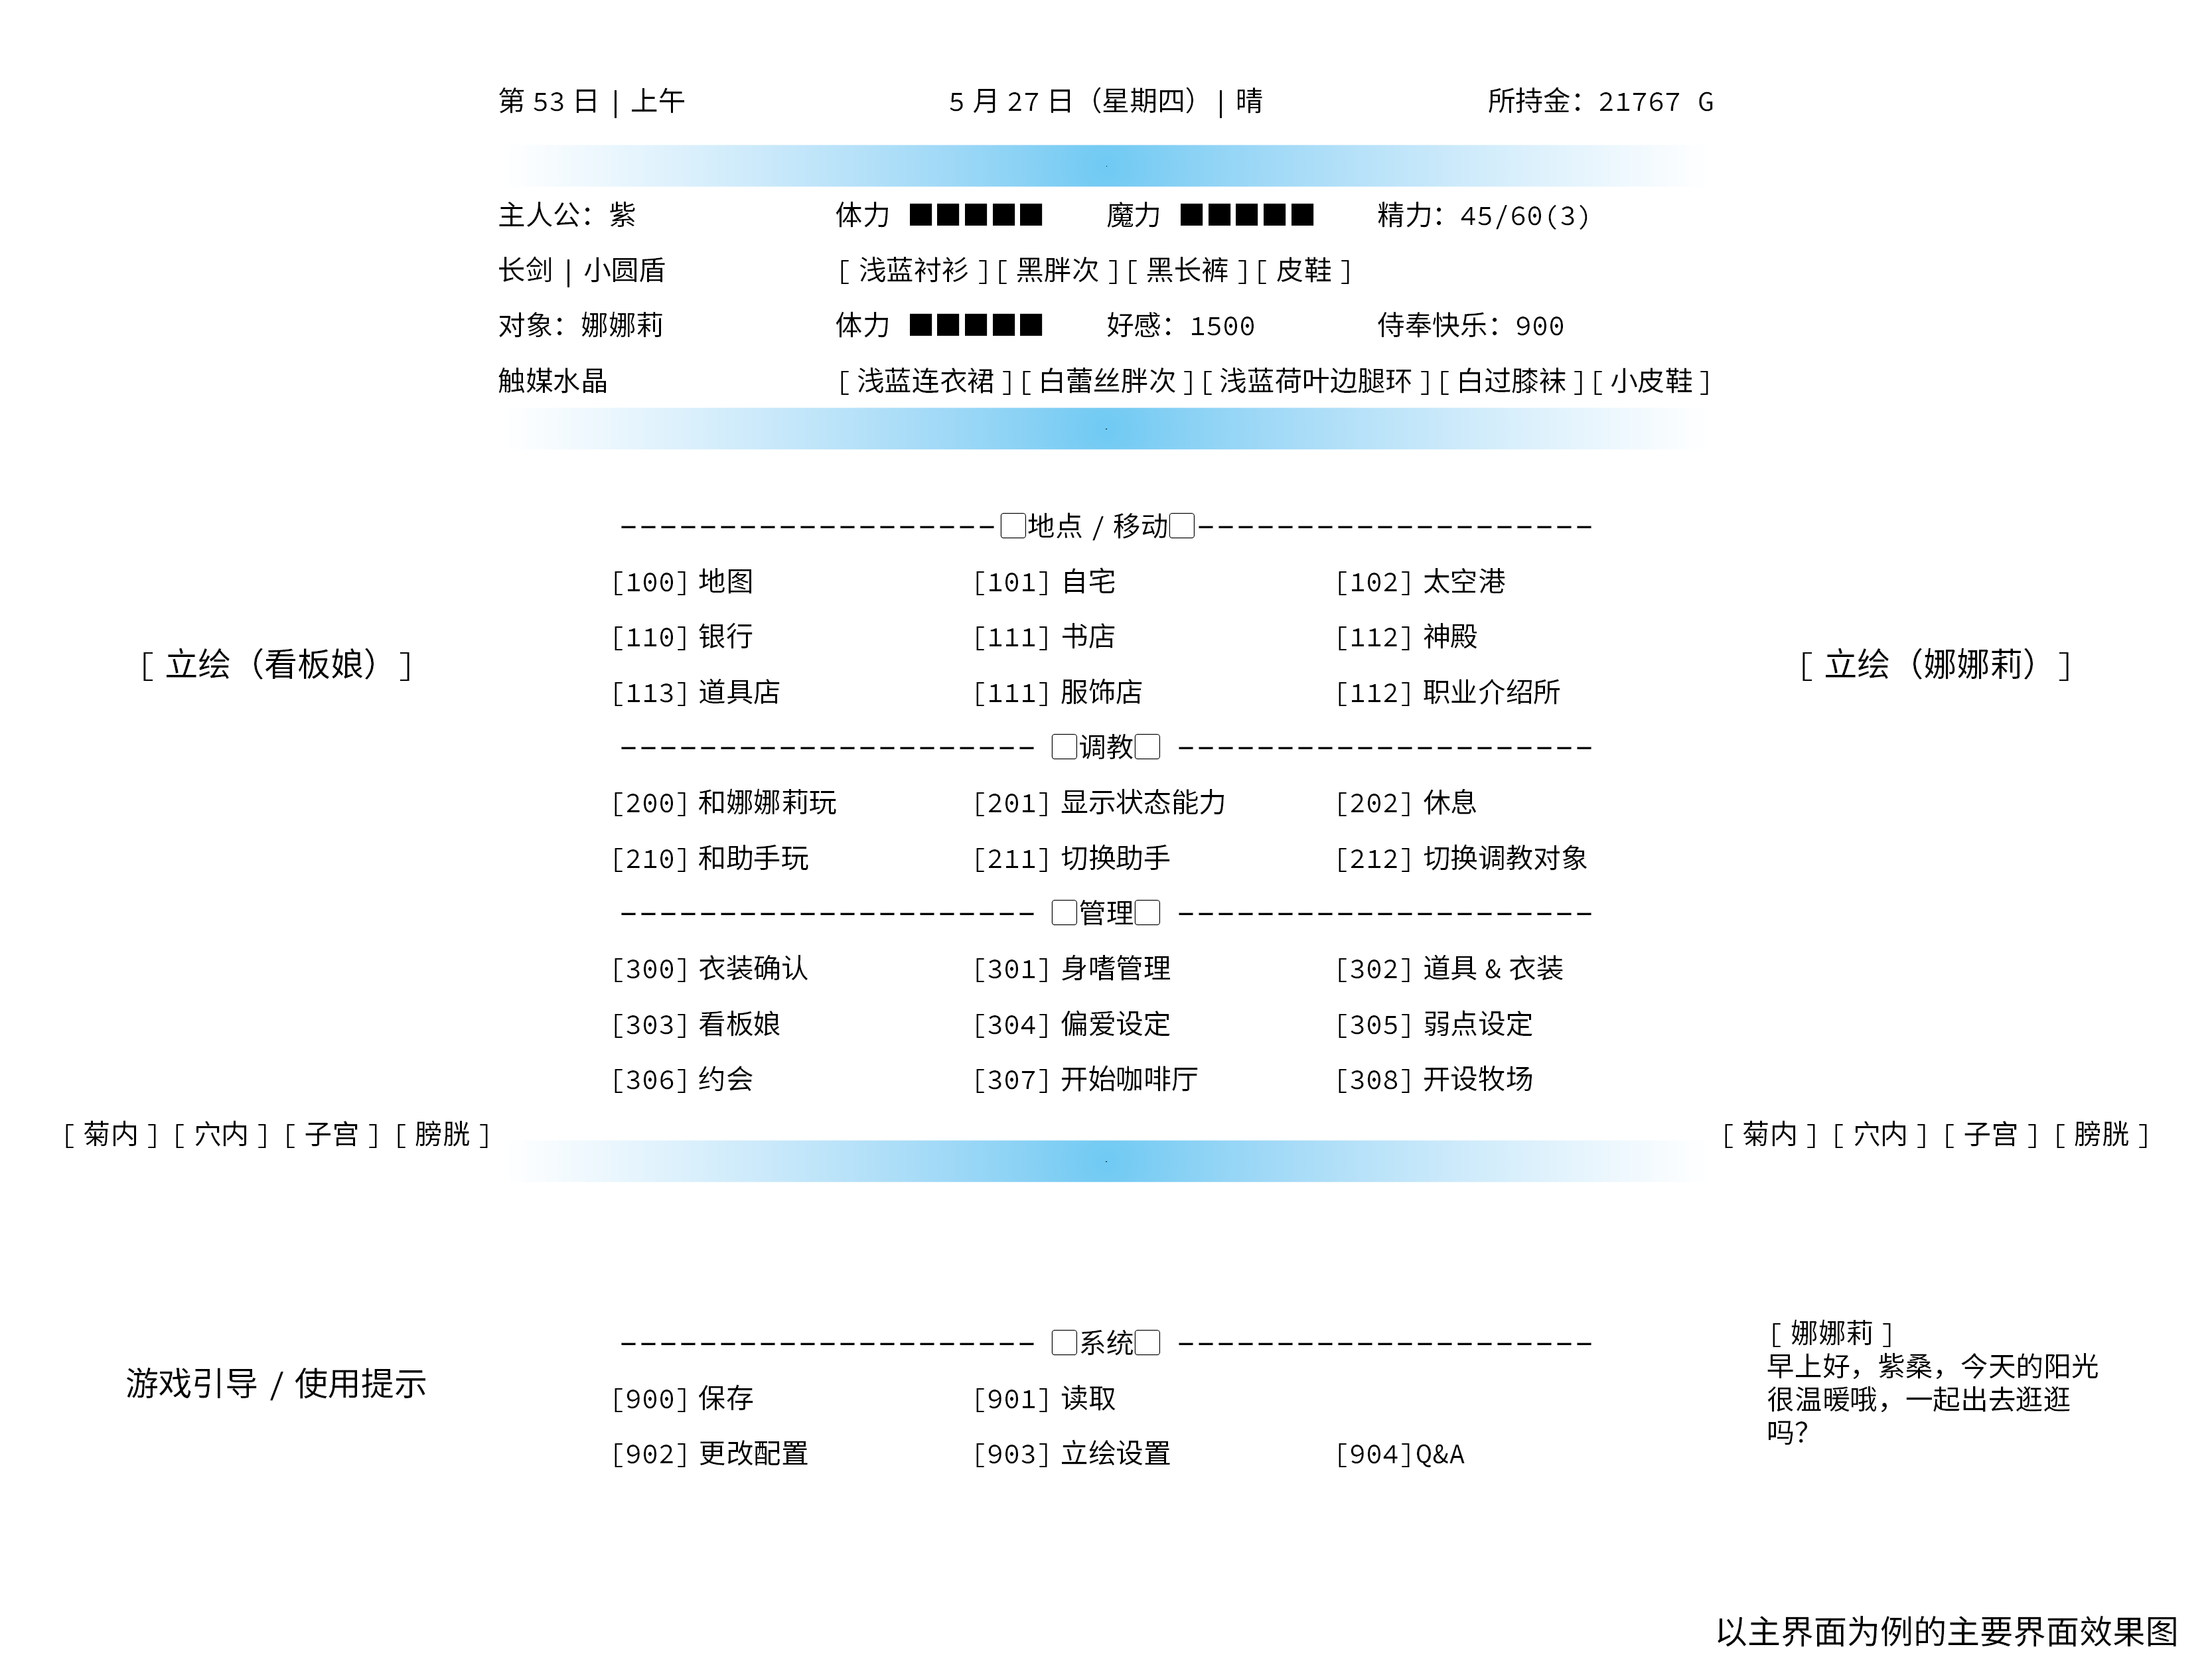 第 53 日 | 上午 5 月 27 日（星期四）| 晴 所持金：21767 G
主人公：紫 体力 ■■■■■ 魔力 ■■■■■ 精力：45/60(3)
长剑 | 小圆盾 [ 浅蓝衬衫 ][ 黑胖次 ][ 黑长裤 ][ 皮鞋 ]
对象：娜娜莉 体力 ■■■■■ 好感：1500 侍奉快乐：900
触媒水晶 [ 浅蓝连衣裙 ][ 白蕾丝胖次 ][ 浅蓝荷叶边腿环 ][ 白过膝袜 ][ 小皮鞋 ]
-------------------□地点 / 移动□--------------------
[100] 地图 [101] 自宅 [102] 太空港
[110] 银行 [111] 书店 [112] 神殿
[ 立绘（看板娘）]
[ 立绘（娜娜莉）]
[113] 道具店 [111] 服饰店 [112] 职业介绍所
--------------------- □调教□ ---------------------
[200] 和娜娜莉玩 [201] 显示状态能力 [202] 休息
[210] 和助手玩 [211] 切换助手 [212] 切换调教对象
--------------------- □管理□ ---------------------
[300] 衣装确认 [301] 身嗜管理 [302] 道具 & 衣装
[303] 看板娘 [304] 偏爱设定 [305] 弱点设定
[306] 约会 [307] 开始咖啡厅 [308] 开设牧场
[ 菊内 ] [ 穴内 ] [ 子宫 ] [ 膀胱 ]
[ 菊内 ] [ 穴内 ] [ 子宫 ] [ 膀胱 ]
游戏引导 / 使用提示
--------------------- □系统□ ---------------------
[900] 保存 [901] 读取
[902] 更改配置 [903] 立绘设置 [904]Q&A
[ 娜娜莉 ]
早上好，紫桑，今天的阳光
很温暖哦，一起出去逛逛
吗？
以主界面为例的主要界面效果图